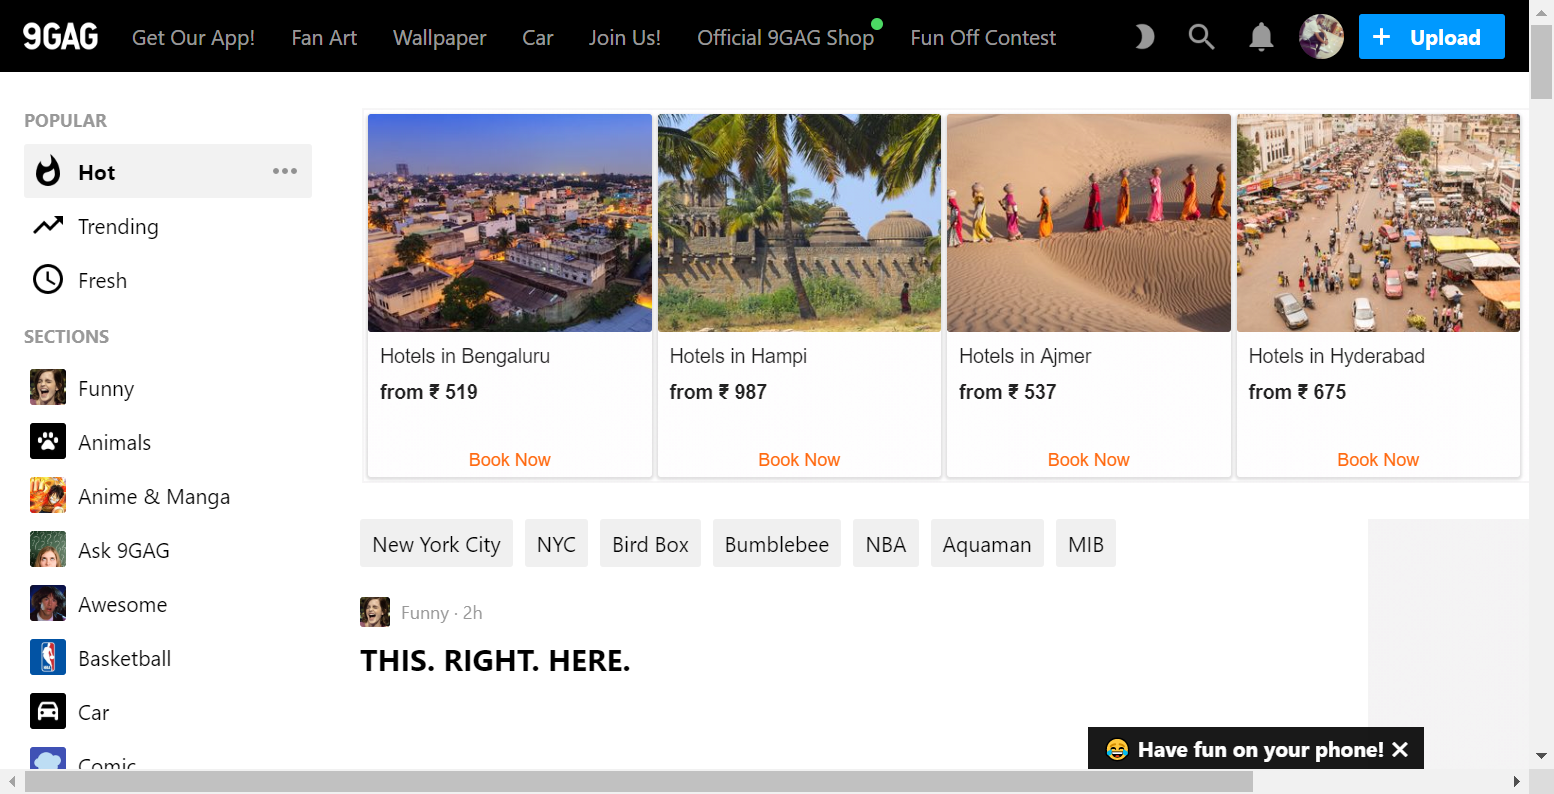 9GAG Get Our App! Fan Art Wallpaper Car Join Us! Official 9GAG Shop Fun Off Contest + Upload
POPULAR
Hot
Trending
Fresh
SECTIONS
Funny
Animals
Anime & Manga
Ask 9GAG
Awesome
Basketball
Car
Comic
Hotels in Bengaluru
from ₹ 519
Book Now
Hotels in Hampi
from ₹ 987
Book Now
Hotels in Ajmer
from ₹ 537
Book Now
Hotels in Hyderabad
from ₹ 675
Book Now
New York City NYC Bird Box Bumblebee NBA Aquaman MIB
Funny · 2h
THIS. RIGHT. HERE.
😂 Have fun on your phone! ✕